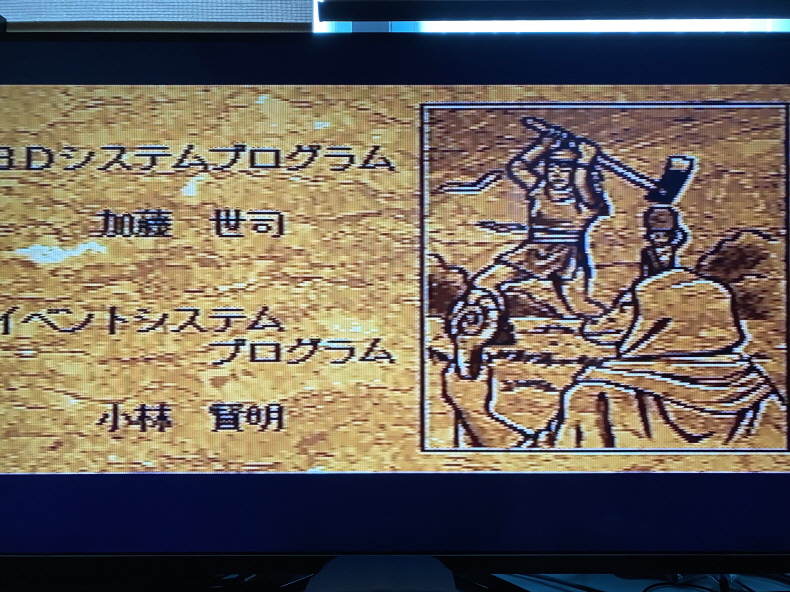 3Dシステムプログラム
加藤　世司
イベントシステム
プログラム
小林　賢明